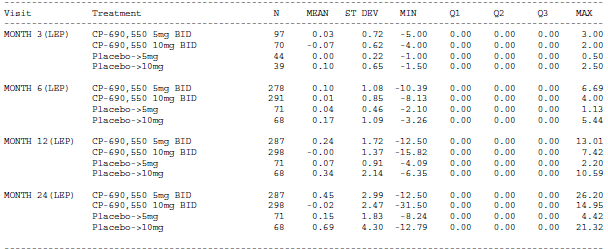 Visit Treatment N MEAN ST DEV MIN Q1 Q2 Q3 MAX
MONTH 3(LEP) CP-690,550 5mg BID 97 0.03 0.72 -5.00 0.00 0.00 0.00 3.00
CP-690,550 10mg BID 70 -0.07 0.62 -4.00 0.00 0.00 0.00 2.00
Placebo->5mg 44 0.00 0.22 -1.00 0.00 0.00 0.00 0.50
Placebo->10mg 39 0.10 0.65 -1.50 0.00 0.00 0.00 2.50
MONTH 6(LEP) CP-690,550 5mg BID 278 0.10 1.08 -10.39 0.00 0.00 0.00 6.69
CP-690,550 10mg BID 291 0.01 0.85 -8.13 0.00 0.00 0.00 4.00
Placebo->5mg 71 0.04 0.46 -2.10 0.00 0.00 0.00 1.13
Placebo->10mg 68 0.17 1.09 -3.26 0.00 0.00 0.00 5.44
MONTH 12(LEP) CP-690,550 5mg BID 287 0.24 1.72 -12.50 0.00 0.00 0.00 13.01
CP-690,550 10mg BID 298 -0.00 1.37 -15.82 0.00 0.00 0.00 7.42
Placebo->5mg 71 0.07 0.91 -4.09 0.00 0.00 0.00 2.20
Placebo->10mg 68 0.34 2.14 -6.35 0.00 0.00 0.00 10.59
MONTH 24(LEP) CP-690,550 5mg BID 287 0.45 2.99 -12.50 0.00 0.00 0.00 26.20
CP-690,550 10mg BID 298 -0.02 2.47 -31.50 0.00 0.00 0.00 14.95
Placebo->5mg 71 0.15 1.83 -8.24 0.00 0.00 0.00 4.42
Placebo->10mg 68 0.69 4.30 -12.79 0.00 0.00 0.00 21.32